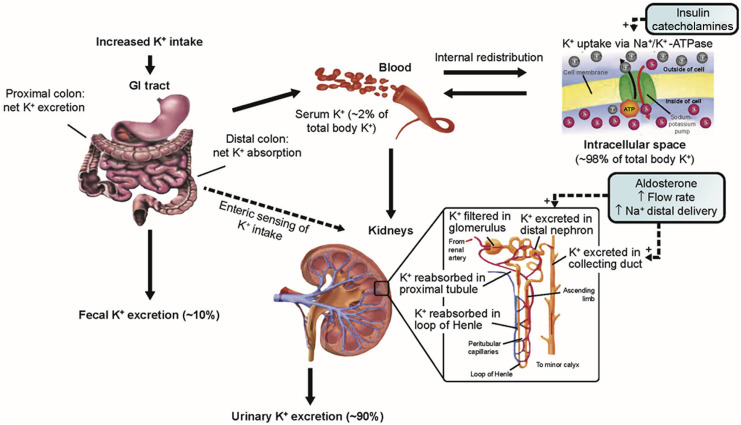 Increased K⁺ intake
GI tract
Proximal colon:
net K⁺ excretion
Distal colon:
net K⁺ absorption
Enteric sensing of
K⁺ intake
Fecal K⁺ excretion (~10%)
Blood
Serum K⁺ (~2% of
total body K⁺)
Internal redistribution
Insulin
catecholamines
+
K⁺ uptake via Na⁺/K⁺-ATPase
Cell membrane
Outside of cell
Inside of cell
ATP
Sodium
potassium
pump
Intracellular space
(~98% of total body K⁺)
Aldosterone
↑ Flow rate
↑ Na⁺ distal delivery
+
+
Kidneys
K⁺ filtered in
glomerulus
K⁺ excreted in
distal nephron
From
renal
artery
K⁺ excreted in
collecting duct
K⁺ reabsorbed in
proximal tubule
K⁺ reabsorbed in
loop of Henle
Ascending
limb
Peritubular
capillaries
Loop of Henle
To minor calyx
Urinary K⁺ excretion (~90%)